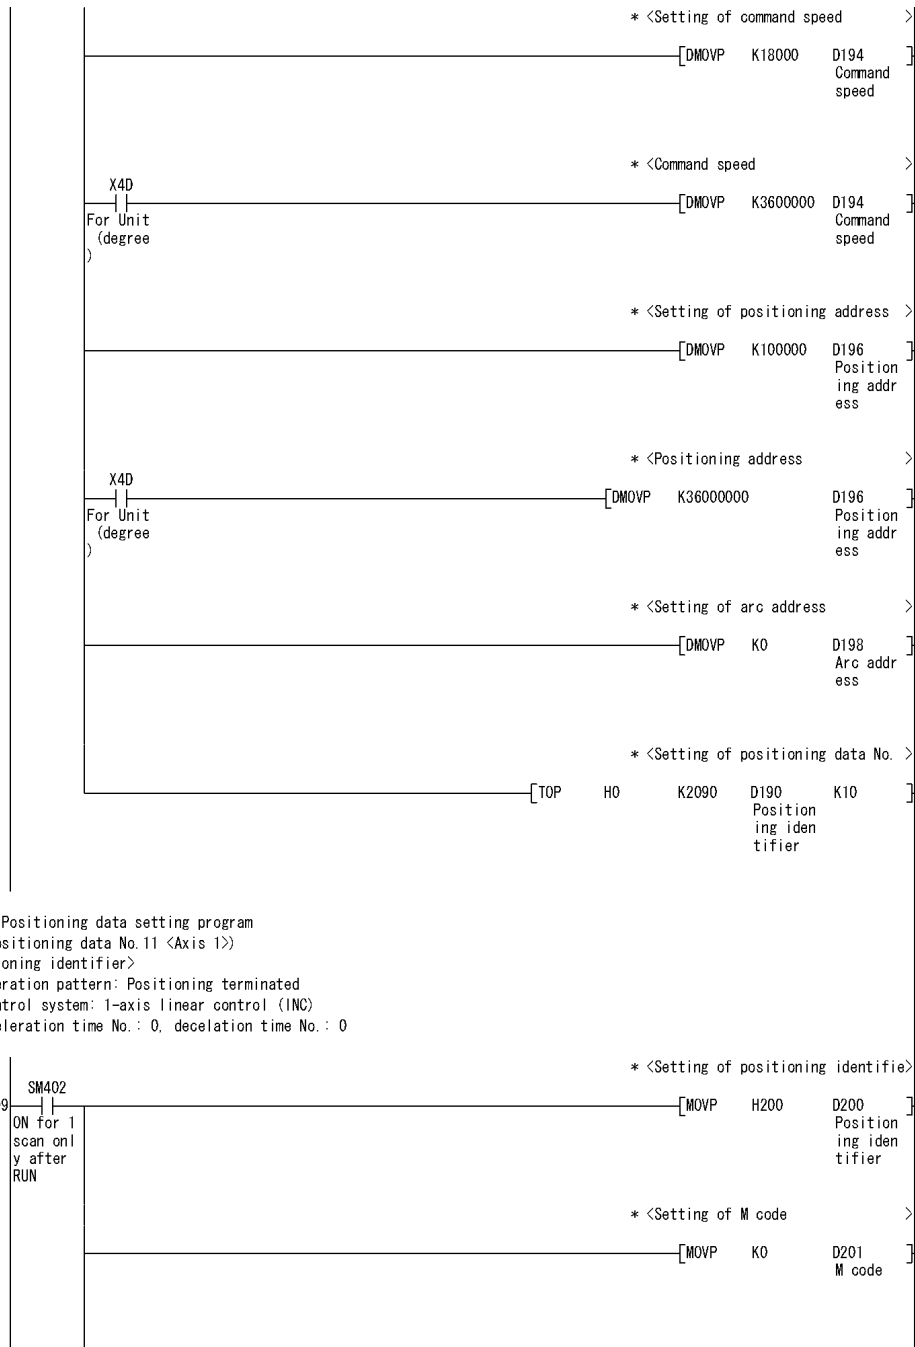 * <Setting of command speed >
[DMOVP K18000 D194 ]
Command
speed
* <Command speed >
X4D
[DMOVP K3600000 D194 ]
For Unit
(degree
)
Command
speed
* <Setting of positioning address >
[DMOVP K100000 D196 ]
Position
ing addr
ess
* <Positioning address >
X4D
[DMOVP K36000000 D196 ]
For Unit
(degree
)
Position
ing addr
ess
* <Setting of arc address >
[DMOVP K0 D198 ]
Arc addr
ess
* <Setting of positioning data No. >
[TOP H0 K2090 D190 K10 ]
Position
ing iden
tifier
Positioning data setting program
ositioning data No.11 <Axis 1>)
oning identifier>
eration pattern: Positioning terminated
ntrol system: 1-axis linear control (INC)
eleration time No.: 0, decelation time No.: 0
* <Setting of positioning identifie>
SM402
9 [MOVP H200 D200 ]
ON for 1
scan onl
y after
RUN
Position
ing iden
tifier
* <Setting of M code >
[MOVP K0 D201 ]
M code